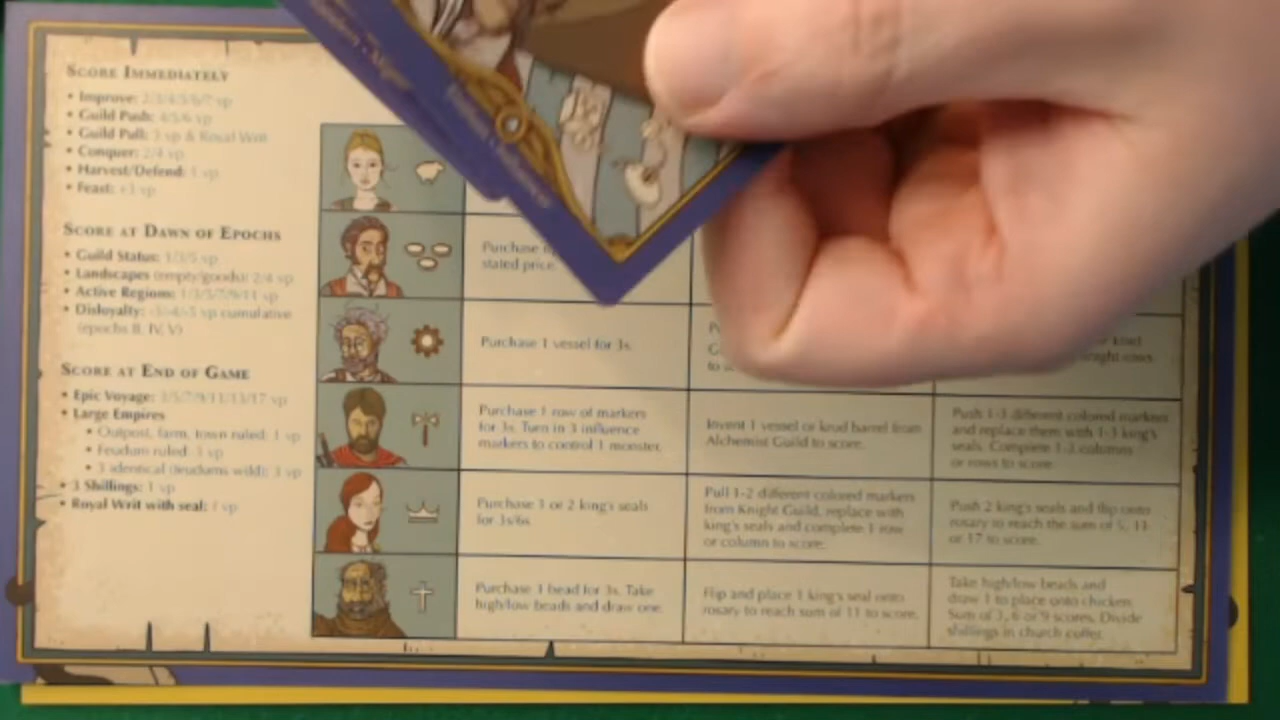 SCORE IMMEDIATELY
• Improve: 2/3/4/5/6/7 vp
• Guild Push: 4/5/6 vp
• Guild Pull: 3 vp & Royal Writ
• Conquer: 2/4 vp
• Harvest/Defend: 1 vp
• Feast: +3 vp
SCORE AT DAWN OF EPOCHS
• Guild Status: 1/3/5 vp
• Landscapes (empty/goods): 2/4 vp
• Active Regions: 1/3/5/7/9/11 vp
• Disloyalty: -3/-4/-5 vp cumulative
(epochs II, IV, V)
SCORE AT END OF GAME
• Epic Voyage: 3/5/7/9/11/13/17 vp
• Large Empires
• Outpost, farm, town ruled: 1 vp
• Feudum ruled: 3 vp
• 3 identical (feudums wild): 3 vp
• 3 Shillings: 1 vp
• Royal Writ with seal:
Purchase
stated price.
Purchase 1 vessel for 3s.
Purchase 1 row of markers
for 3s. Turn in 3 influence
markers to control 1 monster.
Invent 1 vessel or krud barrel from
Alchemist Guild to score.
Push 1-3 different colored markers
and replace them with 1-3 king's
seals. Complete 1-2 columns
or rows to score.
Purchase 1 or 2 king's seals
for 3s/6s.
Pull 1-2 different colored markers
from Knight Guild, replace with
king's seals and complete 1 row
or column to score.
Push 2 king's seals and flip onto
rosary to reach the sum of 5, 11
or 17 to score.
Purchase 1 bead for 3s. Take
high/low beads and draw one.
Flip and place 1 king's seal onto
rosary to reach sum of 11 to score.
Take high/low beads and
draw 1 to place onto chicken.
Sum of 3, 6 or 9 scores. Divide
shillings in church coffer.